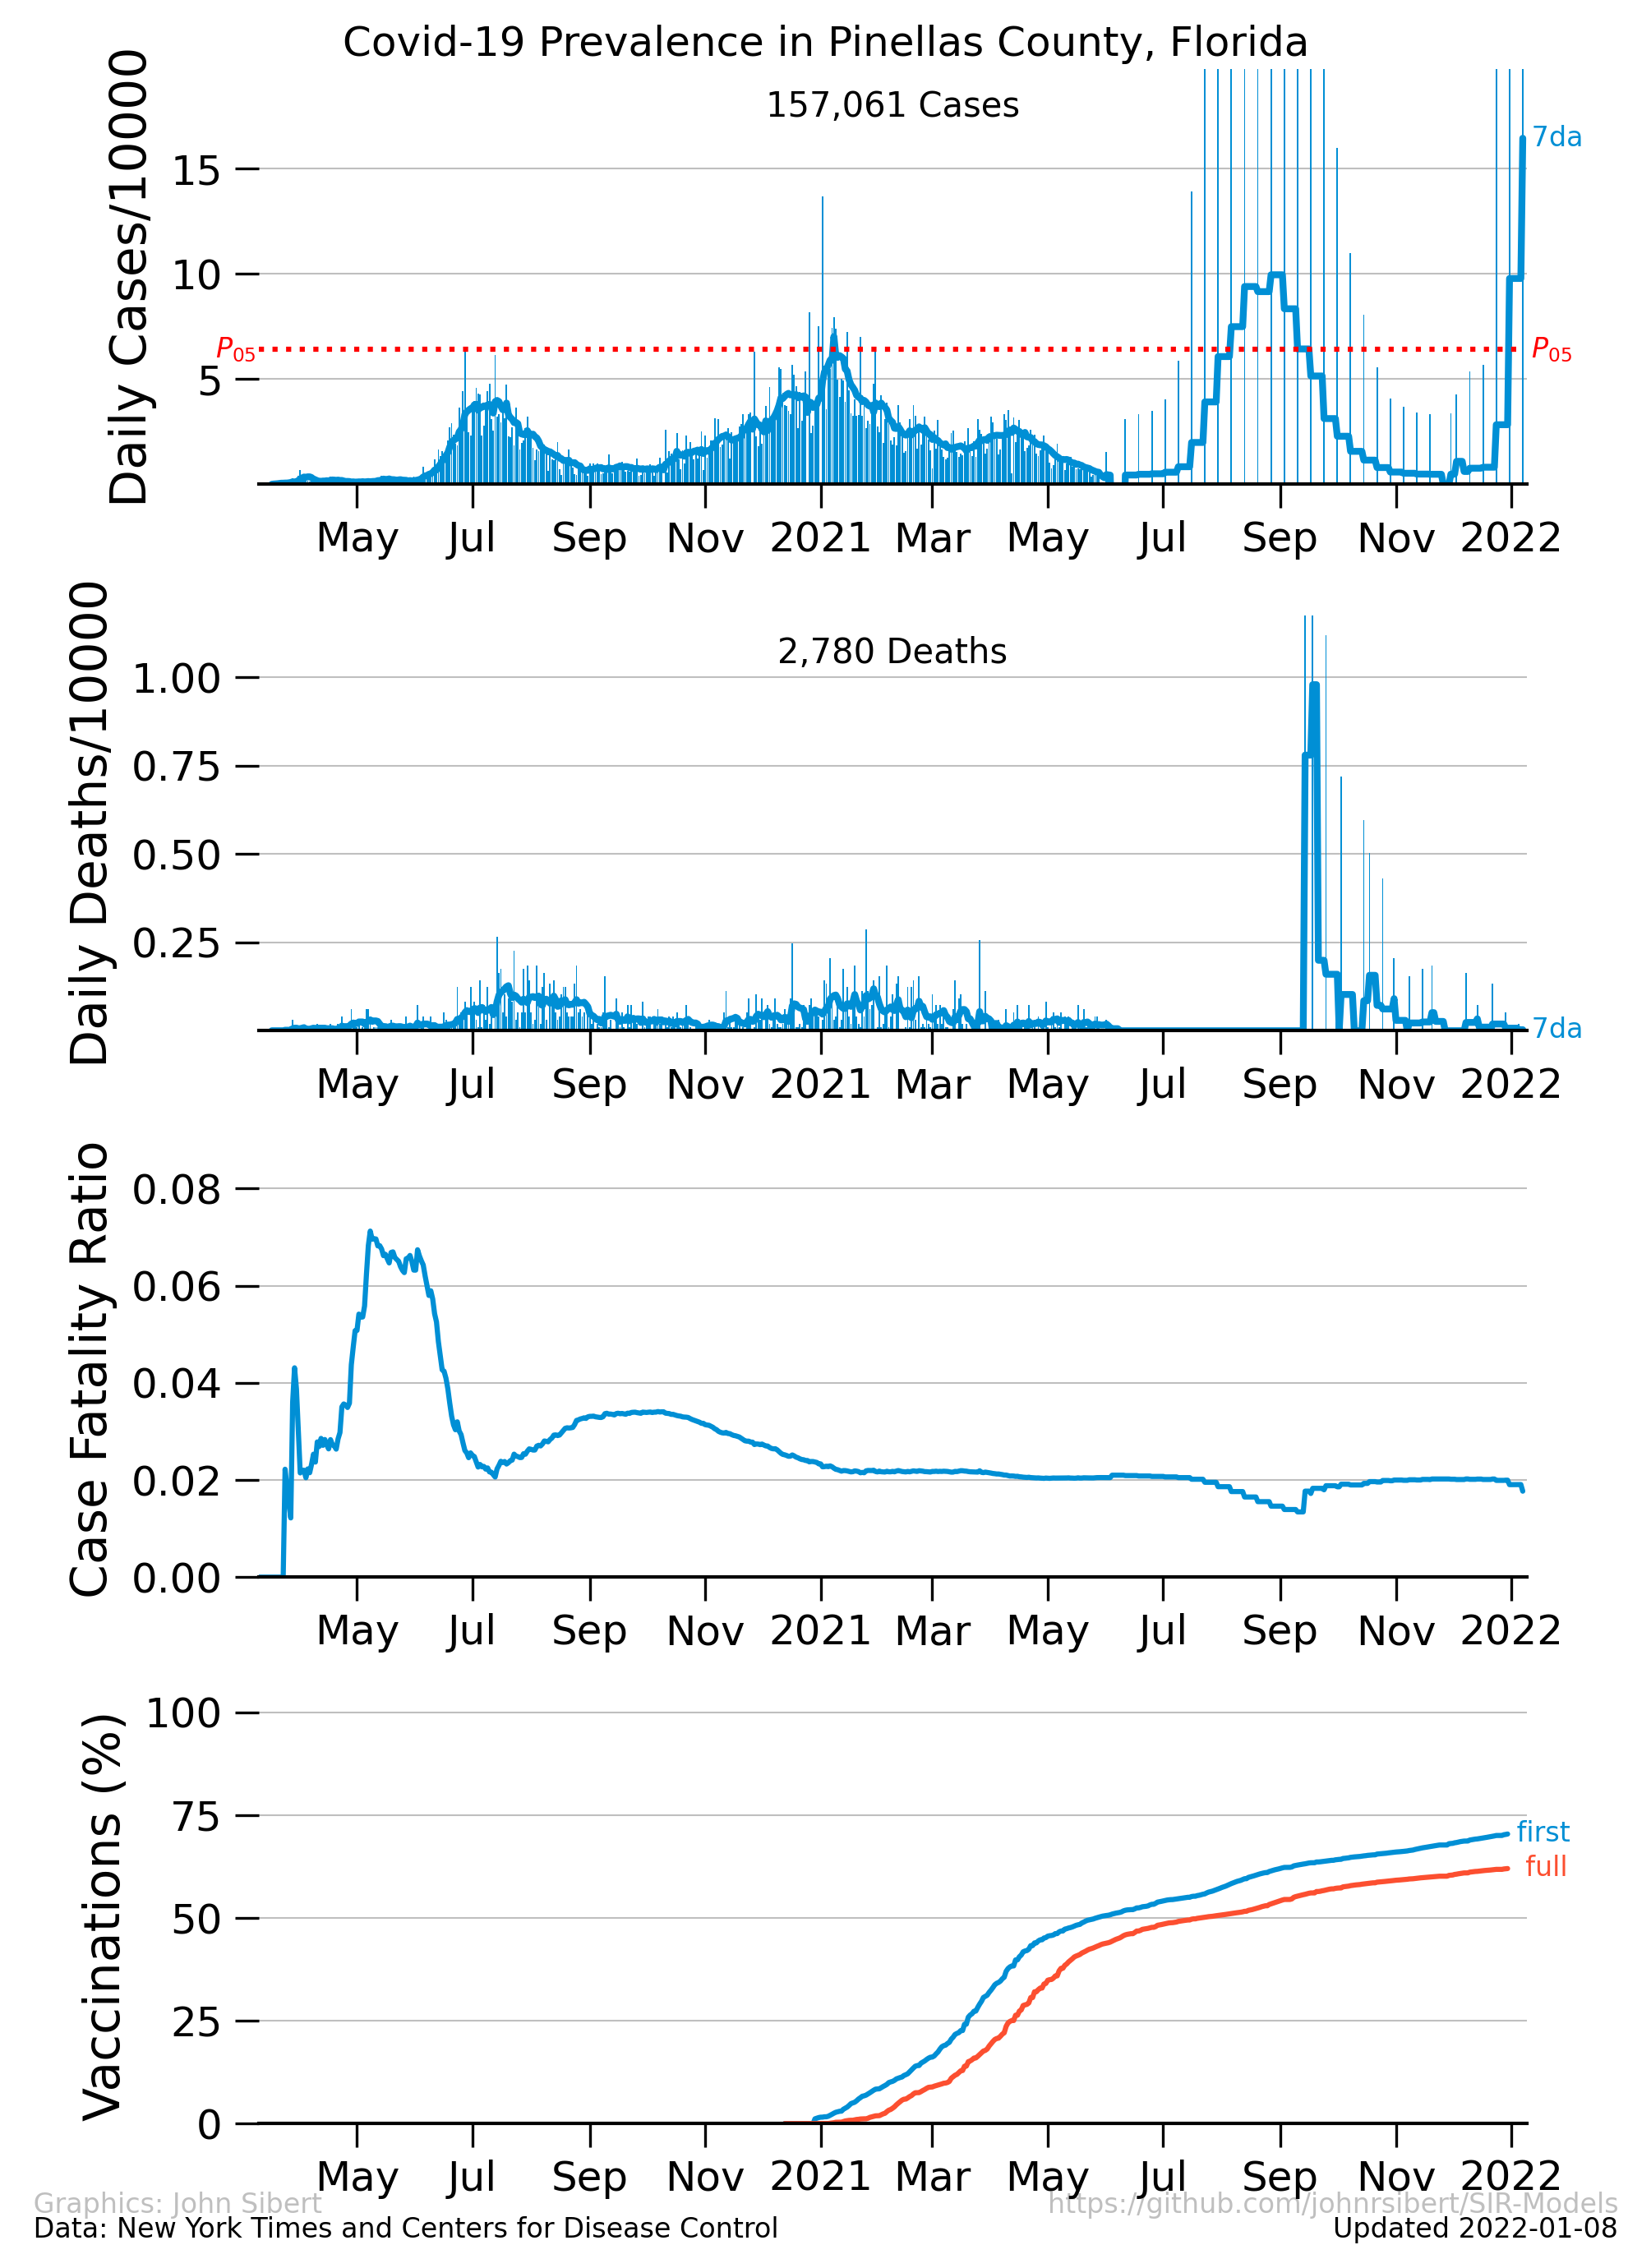 Covid-19 Prevalence in Pinellas County, Florida
157,061 Cases
Daily Cases/10000
15
10
5
P05
P05
7da
May Jul Sep Nov 2021 Mar May Jul Sep Nov 2022
2,780 Deaths
Daily Deaths/10000
1.00
0.75
0.50
0.25
7da
May Jul Sep Nov 2021 Mar May Jul Sep Nov 2022
Case Fatality Ratio
0.08
0.06
0.04
0.02
0.00
May Jul Sep Nov 2021 Mar May Jul Sep Nov 2022
Vaccinations (%)
100
75
50
25
0
first
full
May Jul Sep Nov 2021 Mar May Jul Sep Nov 2022
Graphics: John Sibert
https://github.com/johnrsibert/SIR-Models
Data: New York Times and Centers for Disease Control
Updated 2022-01-08